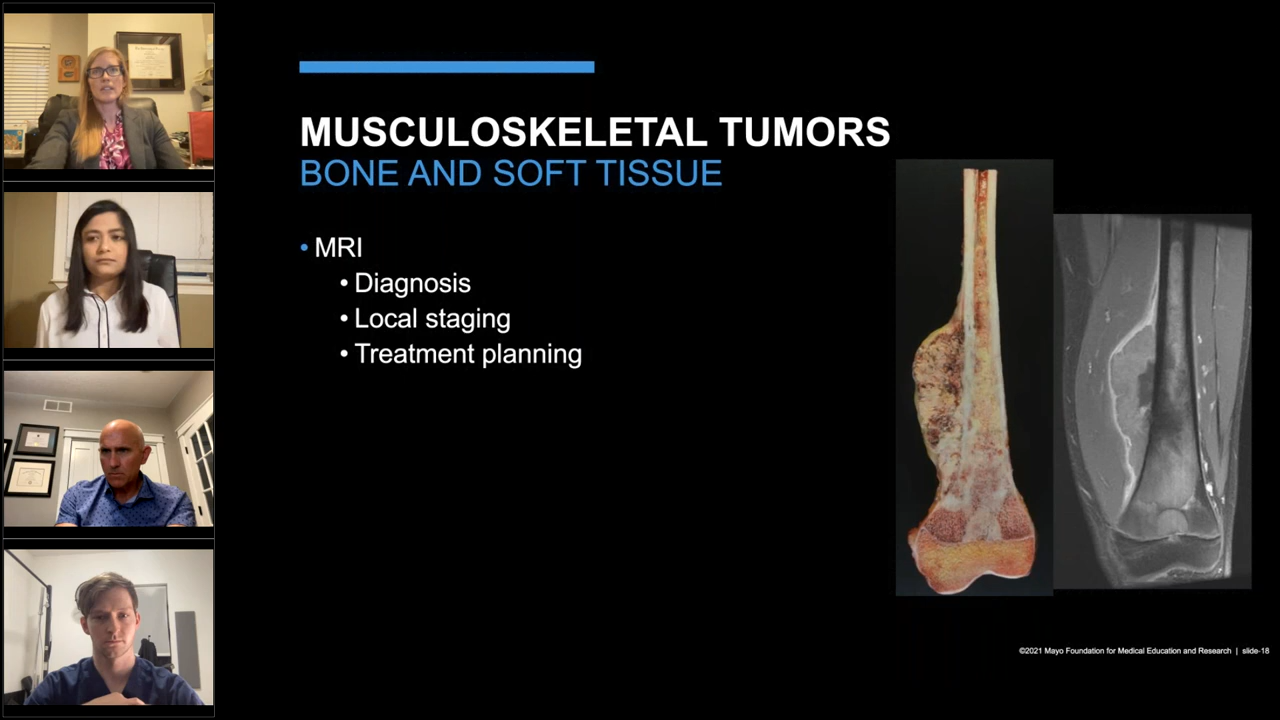 MUSCULOSKELETAL TUMORS
BONE AND SOFT TISSUE
• MRI
• Diagnosis
• Local staging
• Treatment planning
©2021 Mayo Foundation for Medical Education and Research | slide-18